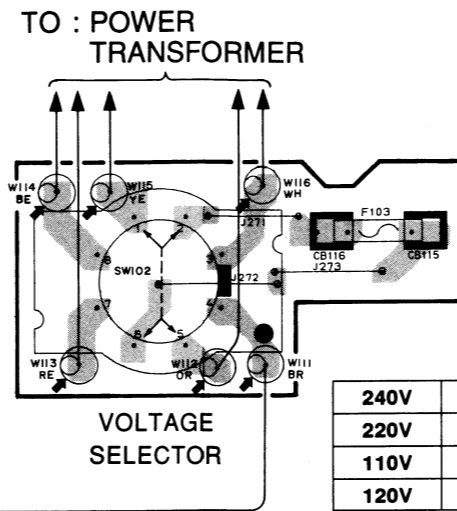 TO : POWER
TRANSFORMER
W114
BE
W115
YE
W116
WH
1
2
J271
F103
8
3
SW102
J272
CB116
CB115
J273
7
4
6
5
W113
RE
W112
OR
W111
BR
VOLTAGE
SELECTOR
240V
220V
110V
120V